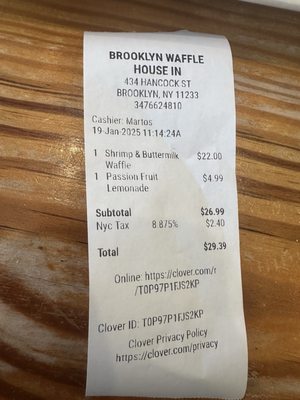 BROOKLYN WAFFLE
HOUSE IN
434 HANCOCK ST
BROOKLYN, NY 11233
3476624810
Cashier: Martos
19-Jan-2025 11:14:24A
1 Shrimp & Buttermilk $22.00
Waffle
1 Passion Fruit $4.99
Lemonade
Subtotal $26.99
Nyc Tax 8.875% $2.40
Total $29.39
Online: https://clover.com/r
/T0P97P1FJS2KP
Clover ID: T0P97P1FJS2KP
Clover Privacy Policy
https://clover.com/privacy